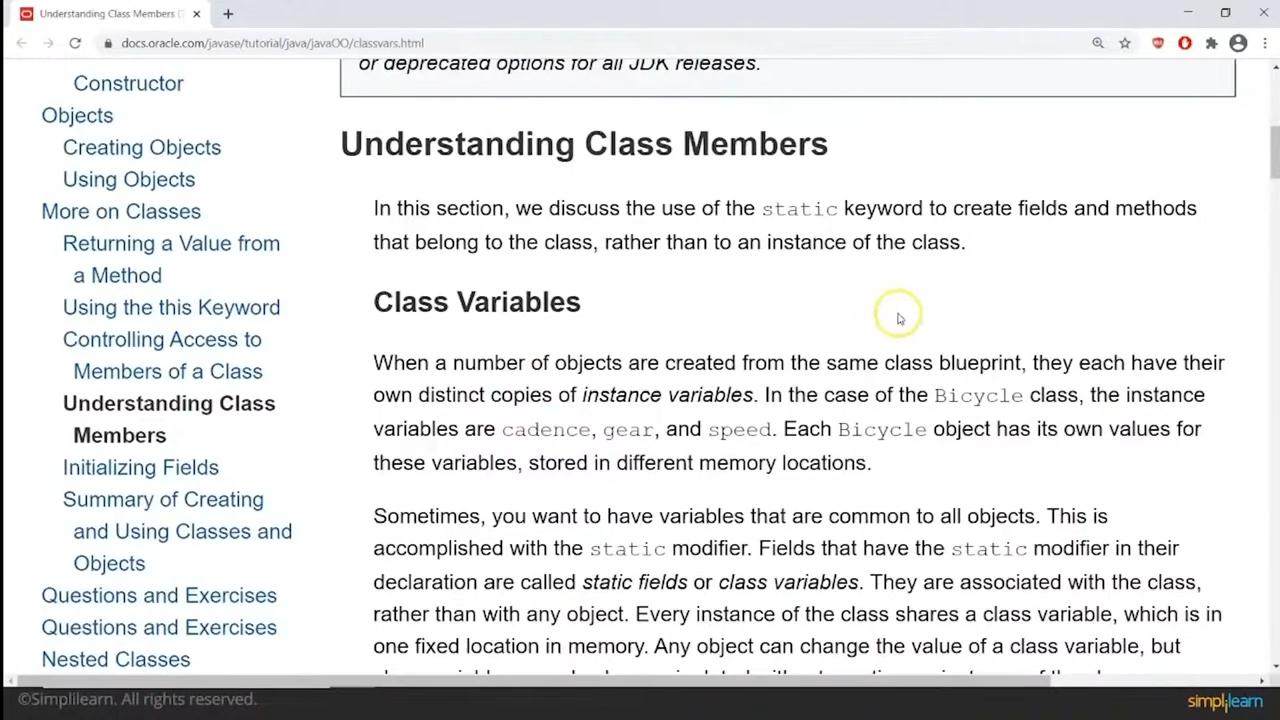 Understanding Class Members (T
docs.oracle.com/javase/tutorial/java/javaOO/classvars.html
Constructor
Objects
Creating Objects
Using Objects
More on Classes
Returning a Value from
a Method
Using the this Keyword
Controlling Access to
Members of a Class
Understanding Class
Members
Initializing Fields
Summary of Creating
and Using Classes and
Objects
Questions and Exercises
Questions and Exercises
Nested Classes
or deprecated options for all JDK releases.
Understanding Class Members
In this section, we discuss the use of the static keyword to create fields and methods
that belong to the class, rather than to an instance of the class.
Class Variables
When a number of objects are created from the same class blueprint, they each have their
own distinct copies of instance variables. In the case of the Bicycle class, the instance
variables are cadence, gear, and speed. Each Bicycle object has its own values for
these variables, stored in different memory locations.
Sometimes, you want to have variables that are common to all objects. This is
accomplished with the static modifier. Fields that have the static modifier in their
declaration are called static fields or class variables. They are associated with the class,
rather than with any object. Every instance of the class shares a class variable, which is in
one fixed location in memory. Any object can change the value of a class variable, but
©Simplilearn. All rights reserved.
simplilearn